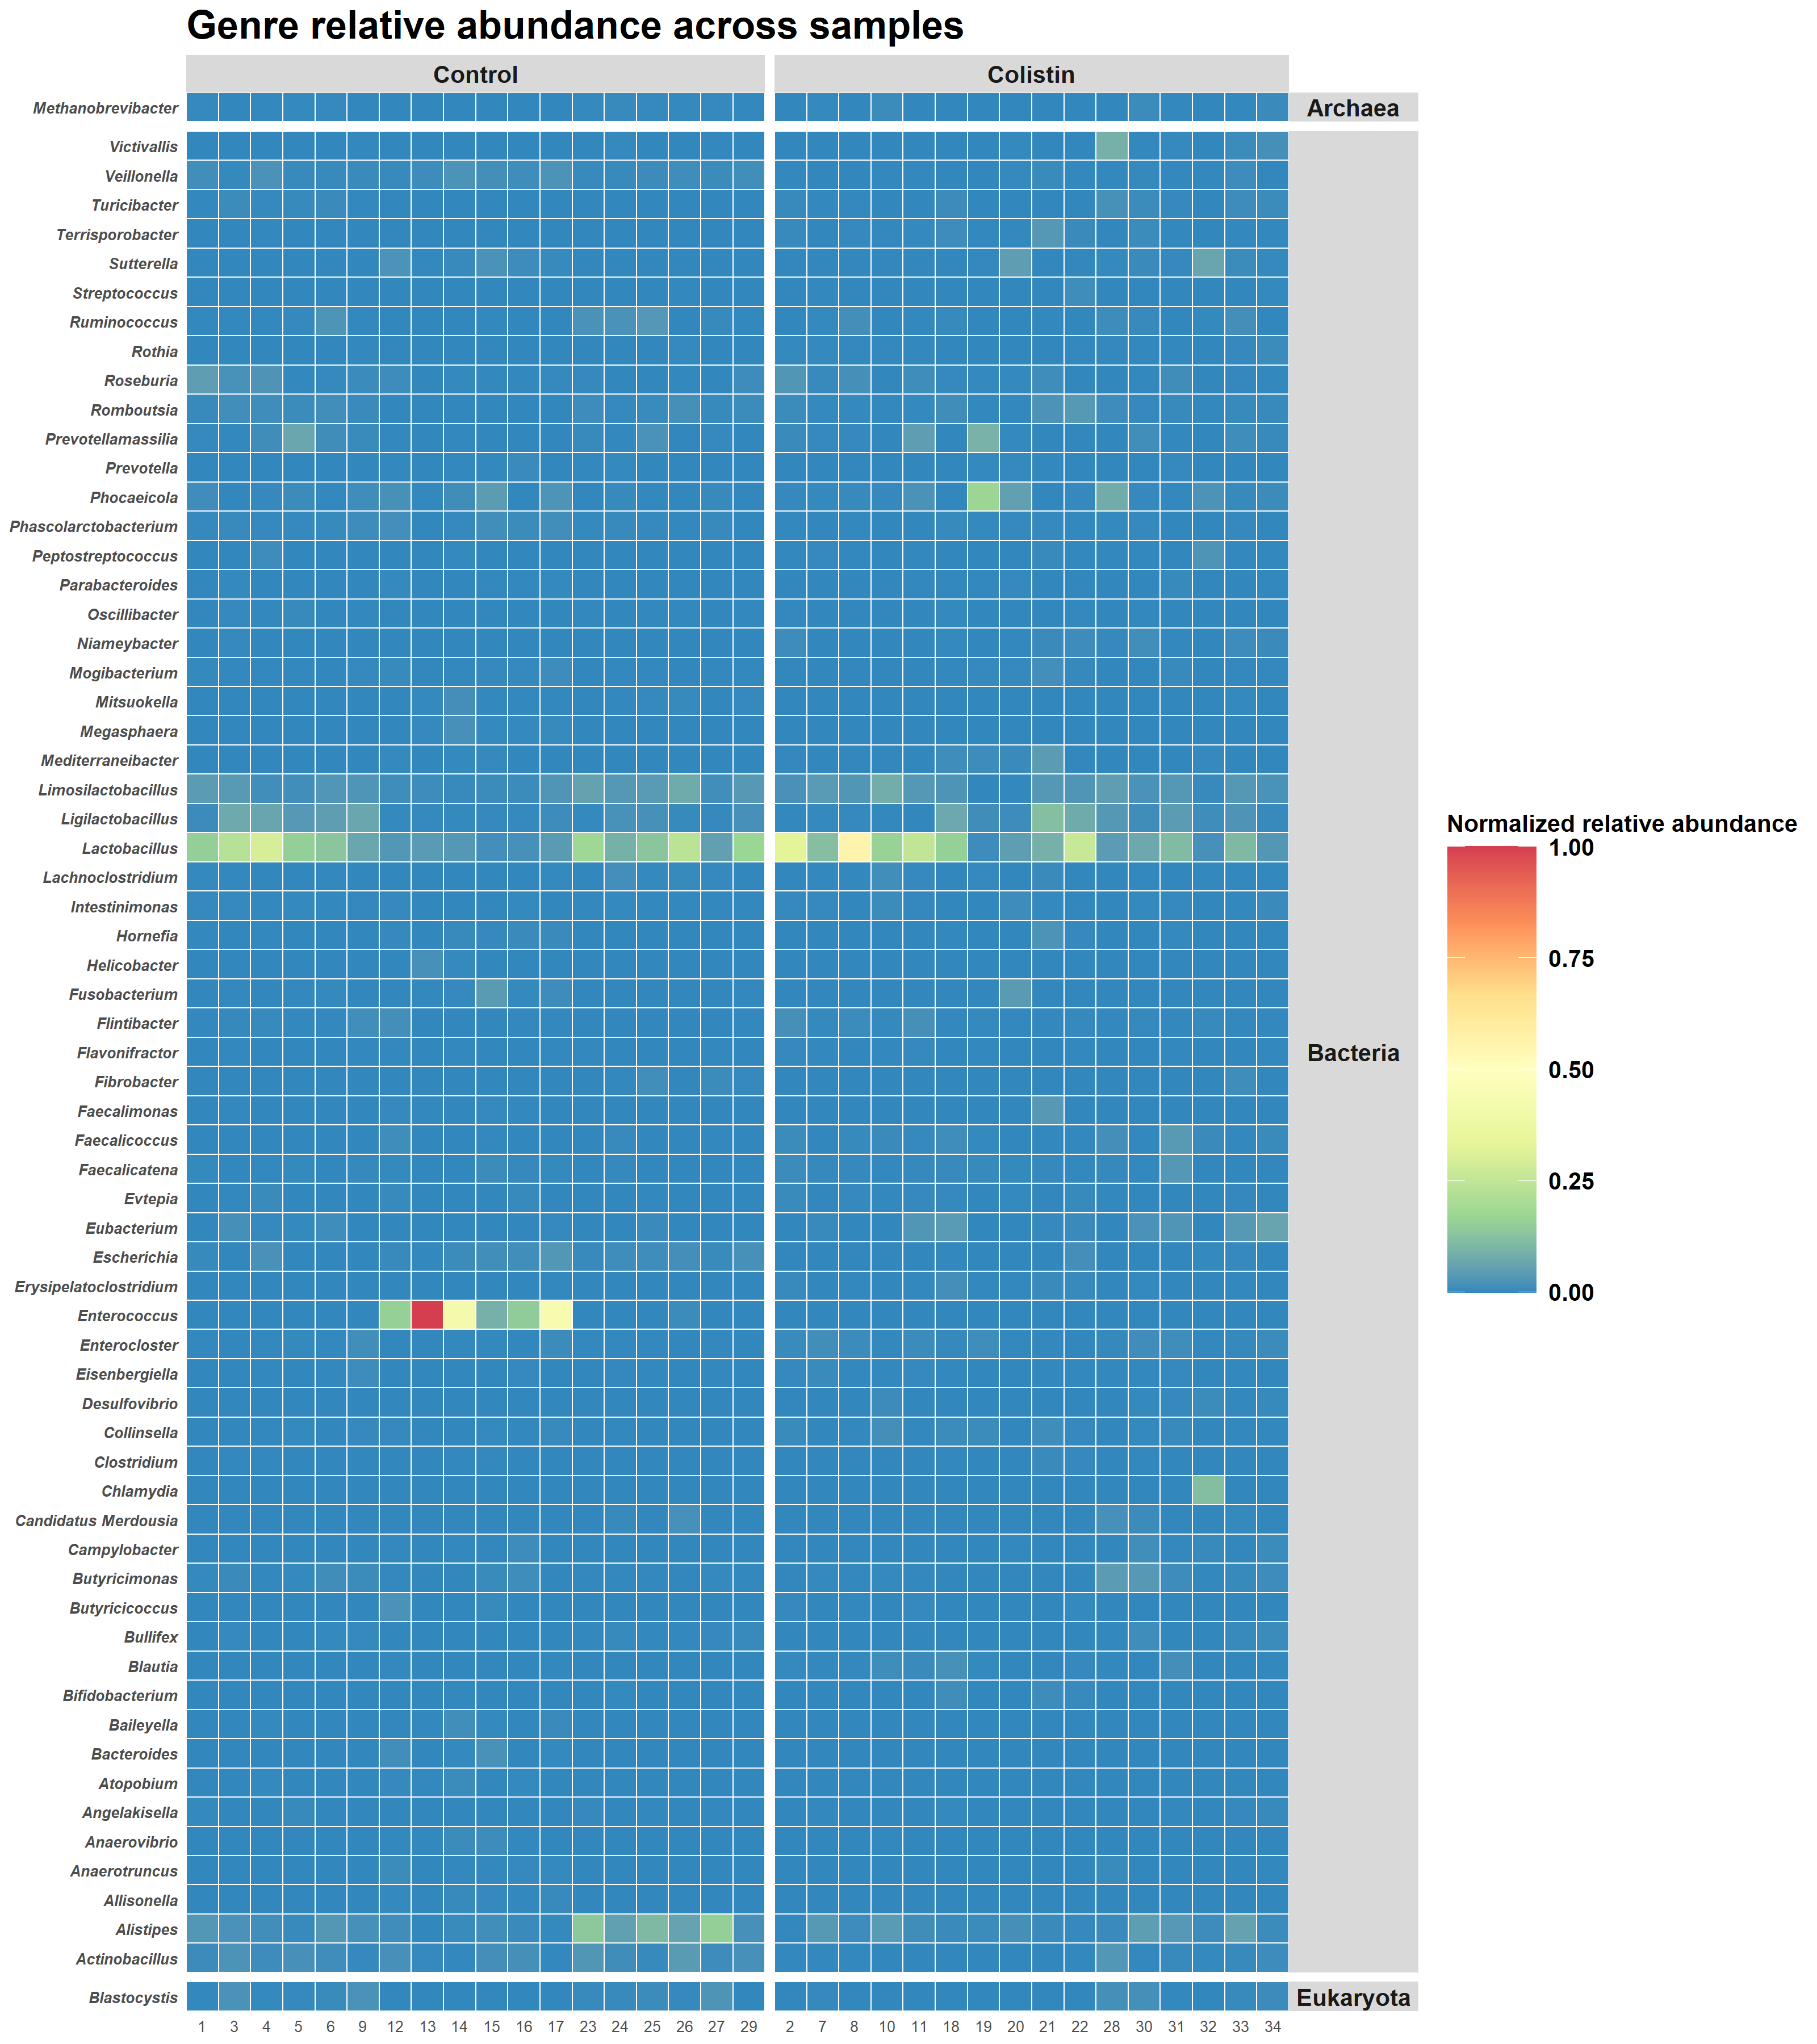 Genre relative abundance across samples
Control
Colistin
Methanobrevibacter
Archaea
Victivallis
Veillonella
Turicibacter
Terrisporobacter
Sutterella
Streptococcus
Ruminococcus
Rothia
Roseburia
Romboutsia
Prevotellamassilia
Prevotella
Phocaeicola
Phascolarctobacterium
Peptostreptococcus
Parabacteroides
Oscillibacter
Niameybacter
Mogibacterium
Mitsuokella
Megasphaera
Mediterraneibacter
Limosilactobacillus
Ligilactobacillus
Lactobacillus
Lachnoclostridium
Intestinimonas
Hornefia
Helicobacter
Fusobacterium
Flintibacter
Flavonifractor
Fibrobacter
Faecalimonas
Faecalicoccus
Faecalicatena
Evtepia
Eubacterium
Escherichia
Erysipelatoclostridium
Enterococcus
Enterocloster
Eisenbergiella
Desulfovibrio
Collinsella
Clostridium
Chlamydia
Candidatus Merdousia
Campylobacter
Butyricimonas
Butyricicoccus
Bullifex
Blautia
Bifidobacterium
Baileyella
Bacteroides
Atopobium
Angelakisella
Anaerovibrio
Anaerotruncus
Allisonella
Alistipes
Actinobacillus
Bacteria
Blastocystis
Eukaryota
1 3 4 5 6 9 12 13 14 15 16 17 23 24 25 26 27 29
2 7 8 10 11 18 19 20 21 22 28 30 31 32 33 34
Normalized relative abundance
1.00
0.75
0.50
0.25
0.00